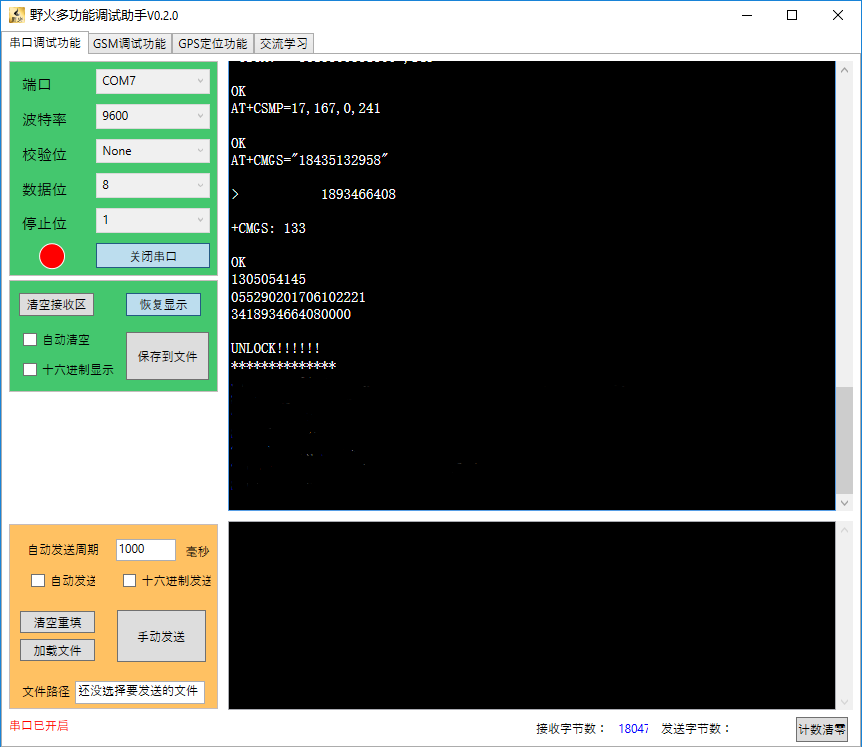 野火多功能调试助手V0.2.0
串口调试功能 GSM调试功能 GPS定位功能 交流学习
端口 COM7
波特率 9600
校验位 None
数据位 8
停止位 1
关闭串口
清空接收区 恢复显示
自动清空
保存到文件
十六进制显示
OK
AT+CSMP=17,167,0,241
OK
AT+CMGS="18435132958"
> 1893466408
+CMGS: 133
OK
1305054145
055290201706102221
3418934664080000
UNLOCK!!!!!!
**************
自动发送周期 1000 毫秒
自动发送 十六进制发送
清空重填
手动发送
加载文件
文件路径 还没选择要发送的文件
串口已开启
接收字节数： 18047 发送字节数：
计数清零